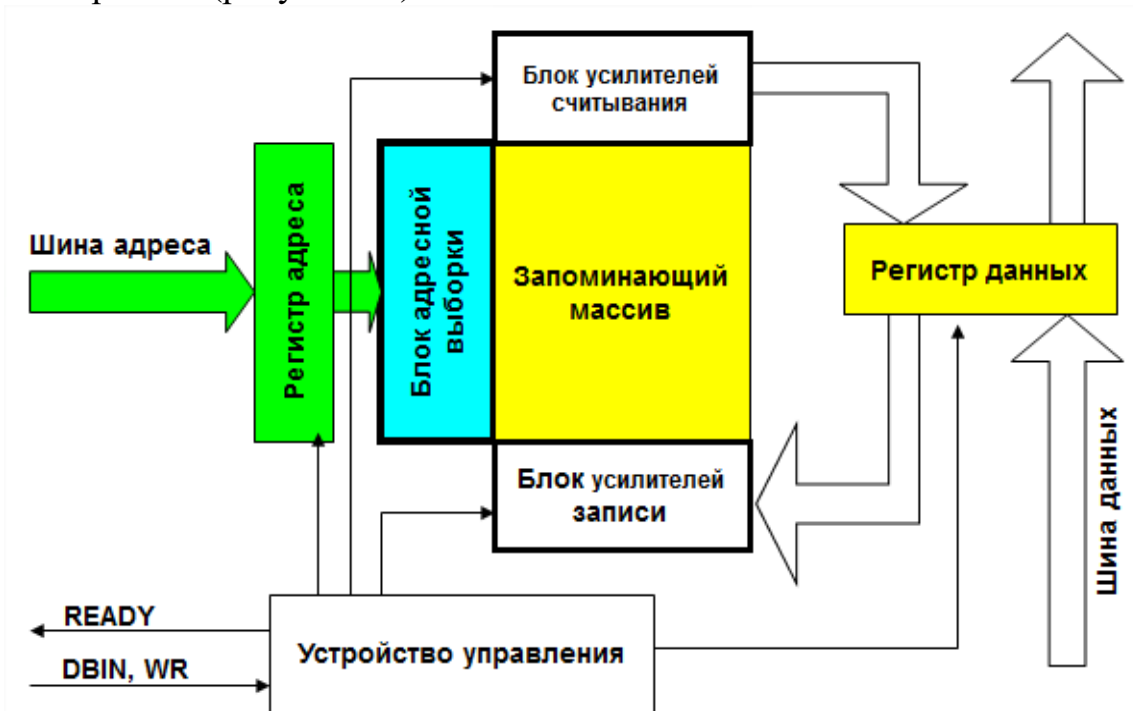 Блок усилителей
считывания
Шина адреса
Регистр адреса
Блок адресной
выборки
Запоминающий
массив
Регистр данных
Блок усилителей
записи
Шина данных
READY
DBIN, WR
Устройство управления